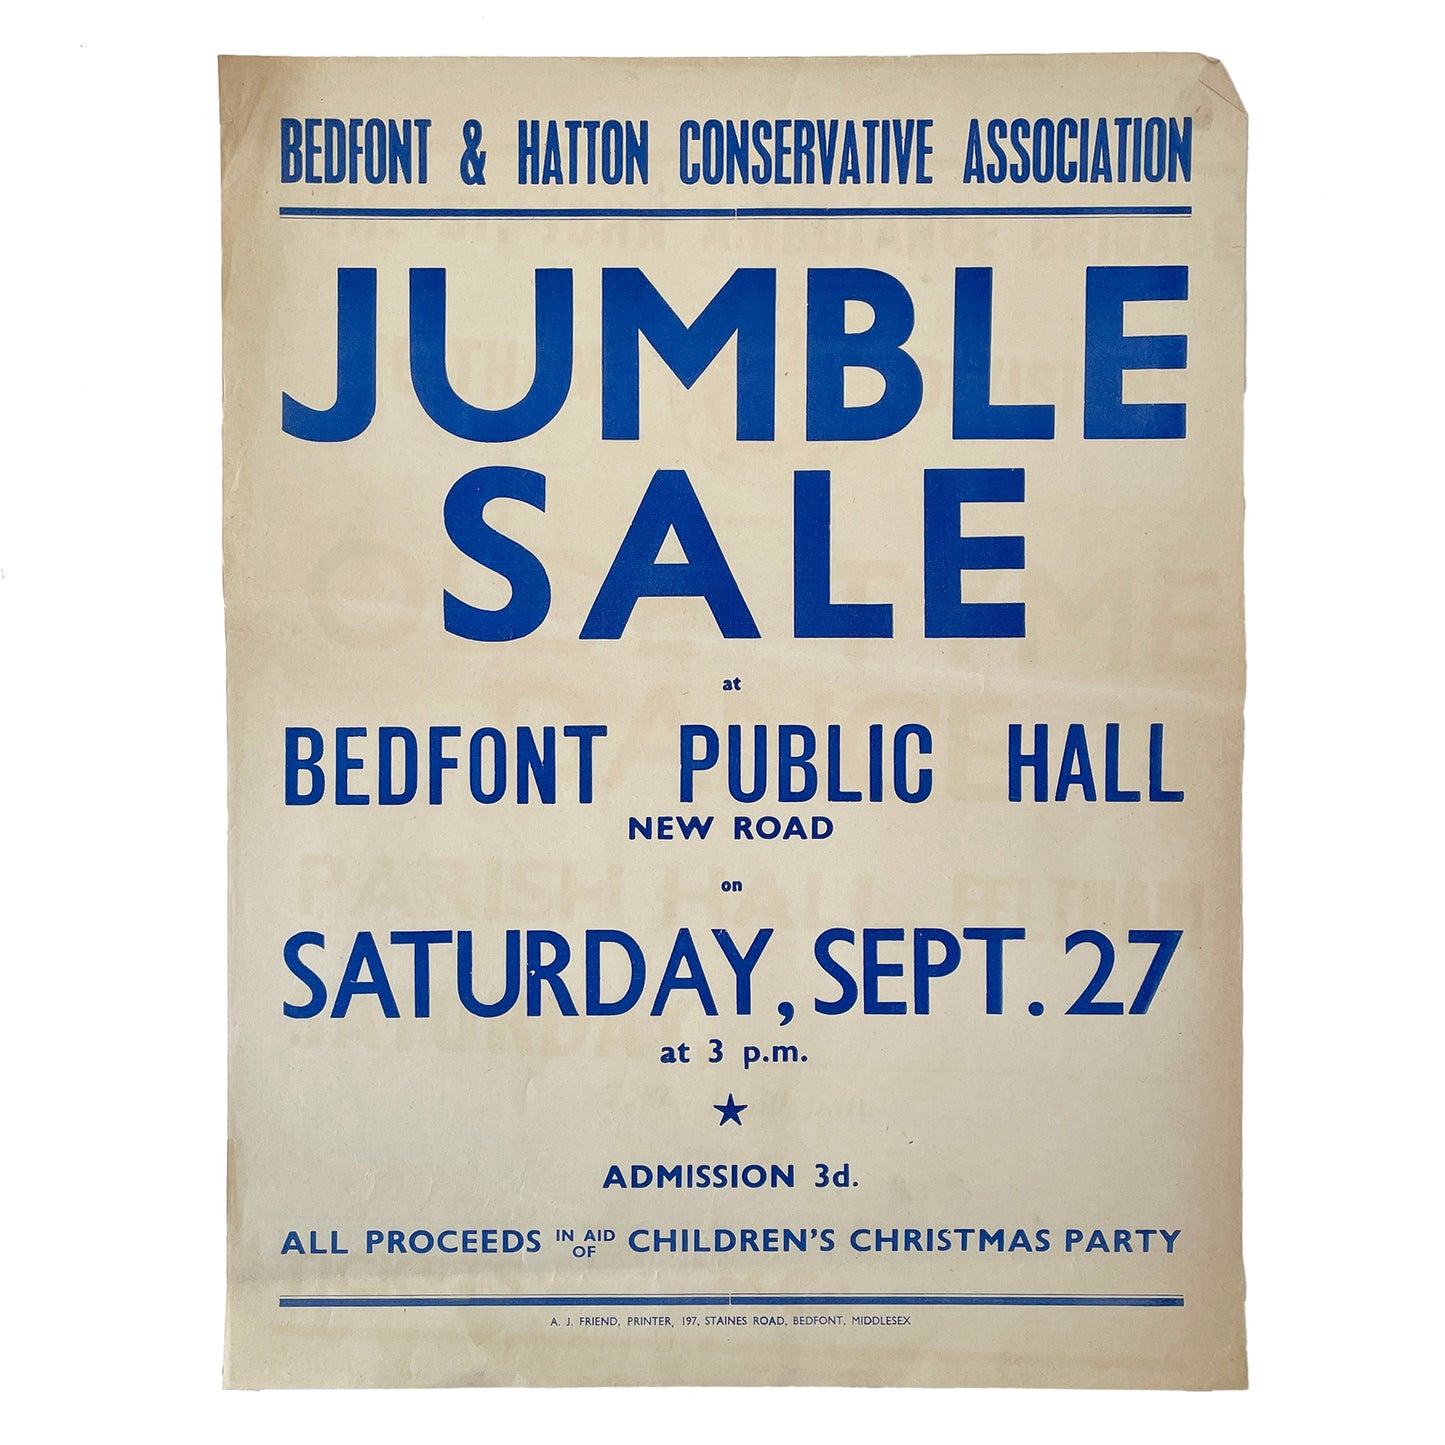 BEDFONT & HATTON CONSERVATIVE ASSOCIATION
JUMBLE
SALE
at
BEDFONT PUBLIC HALL
NEW ROAD
on
SATURDAY, SEPT. 27
at 3 p.m.
ADMISSION 3d.
ALL PROCEEDS IN AID OF CHILDREN'S CHRISTMAS PARTY
A. J. FRIEND, PRINTER, 197, STAINES ROAD, BEDFONT, MIDDLESEX